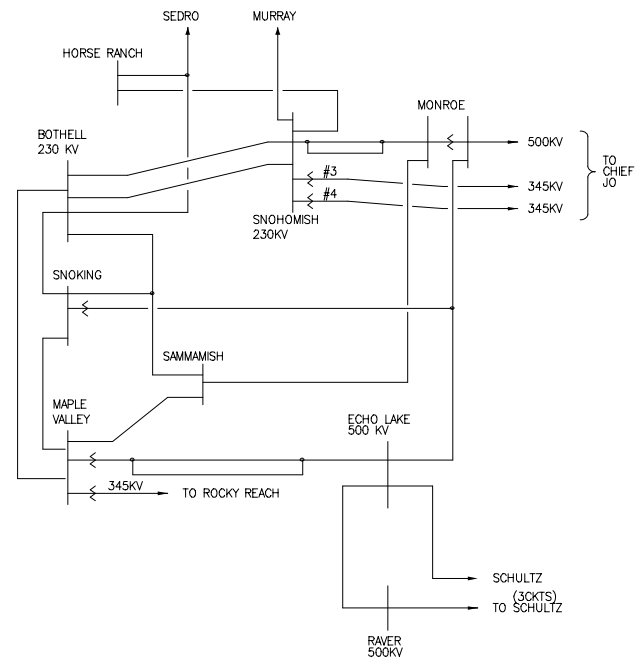 SEDRO
MURRAY
HORSE RANCH
MONROE
BOTHELL
230 KV
500KV
#3
345KV
TO
CHIEF
JO
#4
345KV
SNOHOMISH
230KV
SNOKING
SAMMAMISH
MAPLE
VALLEY
ECHO LAKE
500 KV
345KV
TO ROCKY REACH
SCHULTZ
(3CKTS)
TO SCHULTZ
RAVER
500KV